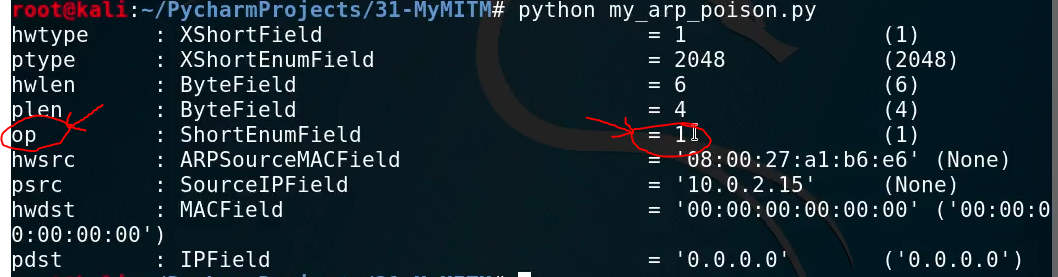 root@kali:~/PycharmProjects/31-MyMITM# python my_arp_poison.py
hwtype     : XShortField                         = 1               (1)
ptype      : XShortEnumField                     = 2048            (2048)
hwlen      : ByteField                           = 6               (6)
plen       : ByteField                           = 4               (4)
op         : ShortEnumField                      = 1               (1)
hwsrc      : ARPSourceMACField                   = '08:00:27:a1:b6:e6' (None)
psrc       : SourceIPField                       = '10.0.2.15'     (None)
hwdst      : MACField                            = '00:00:00:00:00:00' ('00:00:0
0:00:00:00')
pdst       : IPField                             = '0.0.0.0'       ('0.0.0.0')